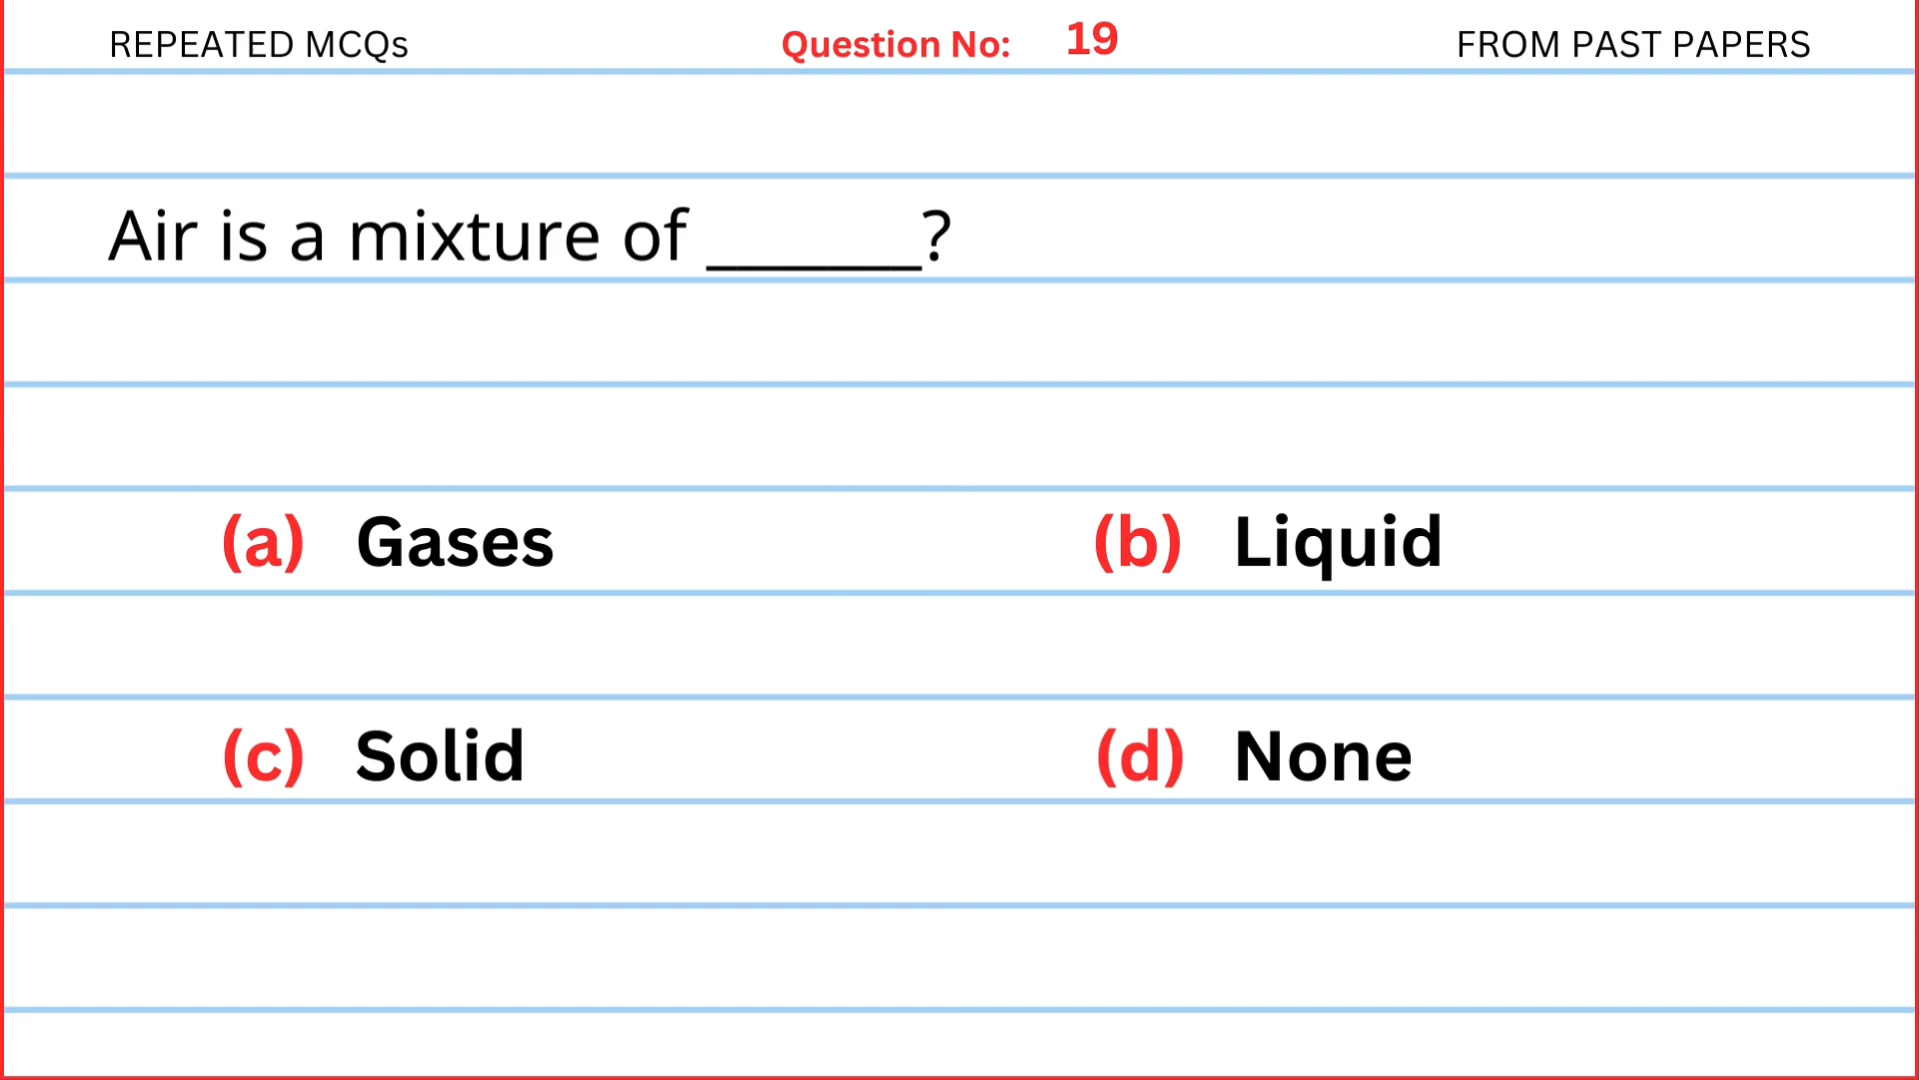 REPEATED MCQs Question No: 19 FROM PAST PAPERS
Air is a mixture of _______?
(a) Gases (b) Liquid
(c) Solid (d) None